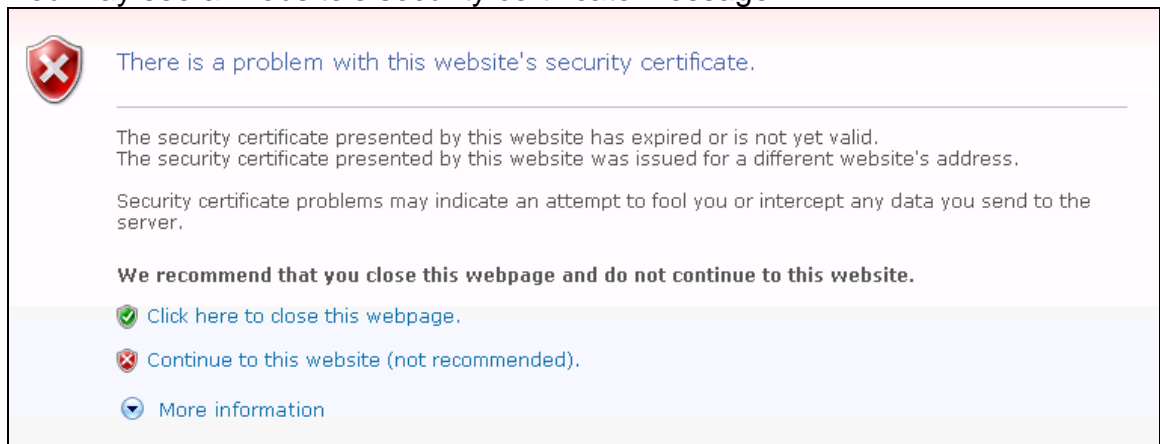 There is a problem with this website's security certificate.
The security certificate presented by this website has expired or is not yet valid.
The security certificate presented by this website was issued for a different website's address.
Security certificate problems may indicate an attempt to fool you or intercept any data you send to the
server.
We recommend that you close this webpage and do not continue to this website.
Click here to close this webpage.
Continue to this website (not recommended).
More information